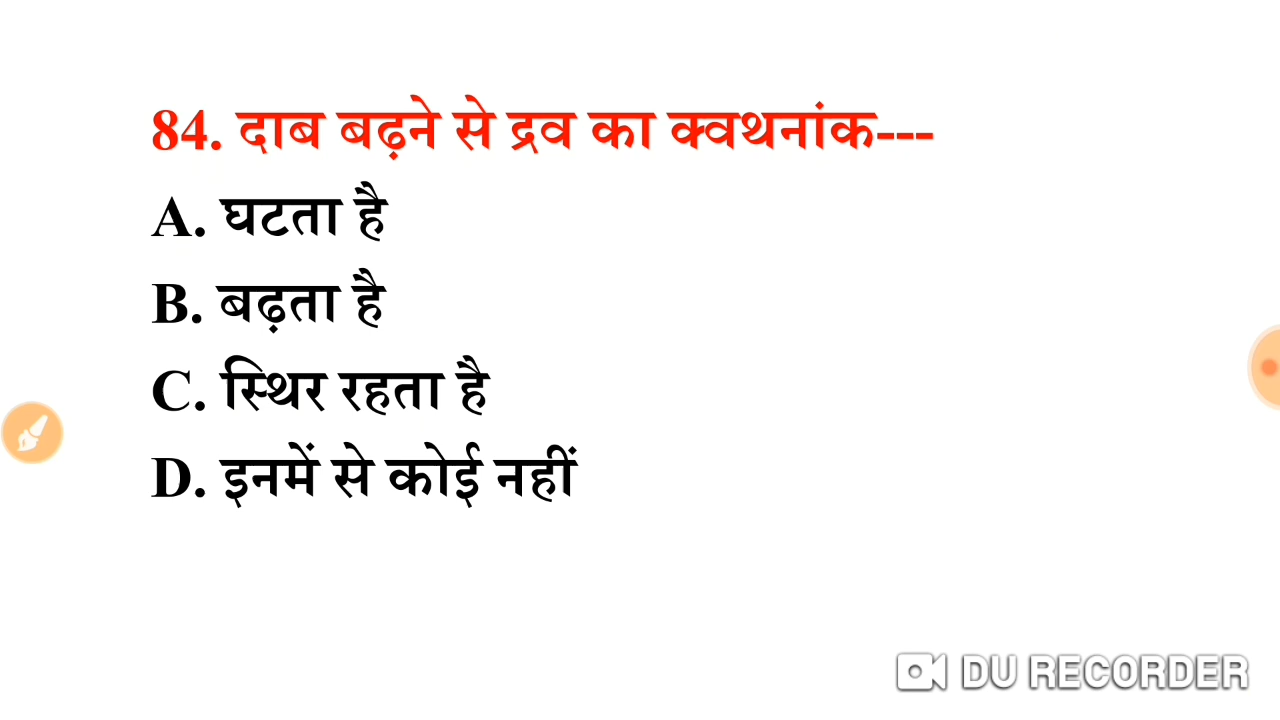 84. दाब बढ़ने से द्रव का क्वथनांक---
A. घटता है
B. बढ़ता है
C. स्थिर रहता है
D. इनमें से कोई नहीं
DU RECORDER